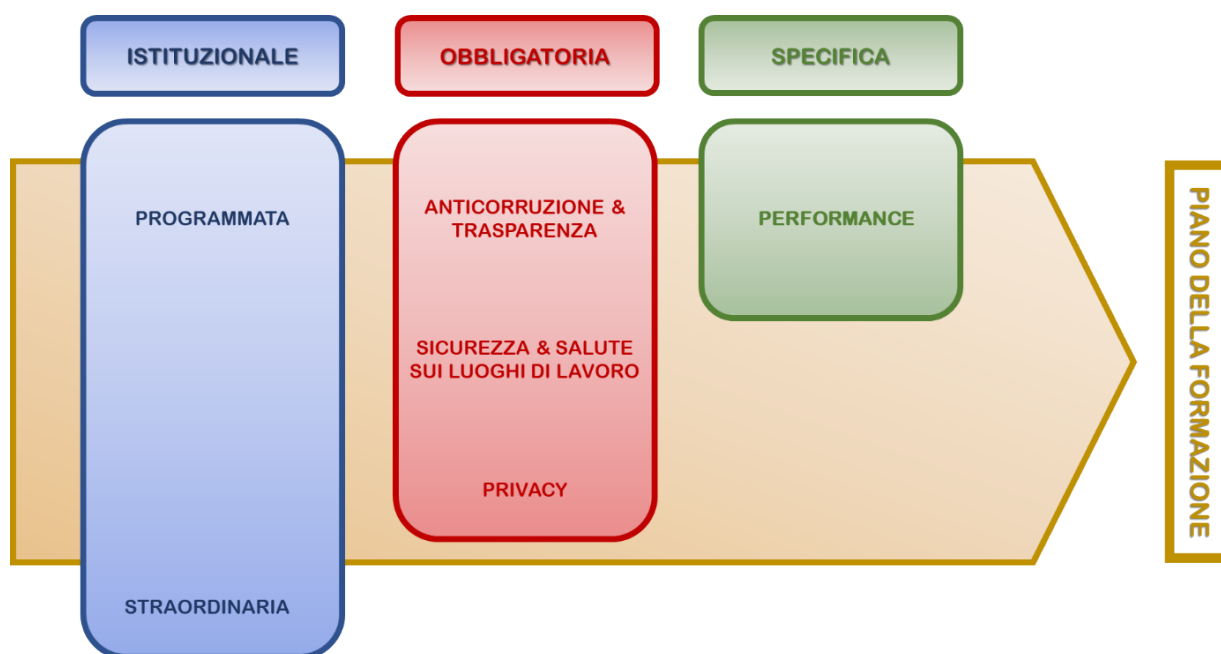 ISTITUZIONALE
OBBLIGATORIA
SPECIFICA
PROGRAMMATA
STRAORDINARIA
ANTICORRUZIONE &
TRASPARENZA
SICUREZZA & SALUTE
SUI LUOGHI DI LAVORO
PRIVACY
PERFORMANCE
PIANO DELLA FORMAZIONE